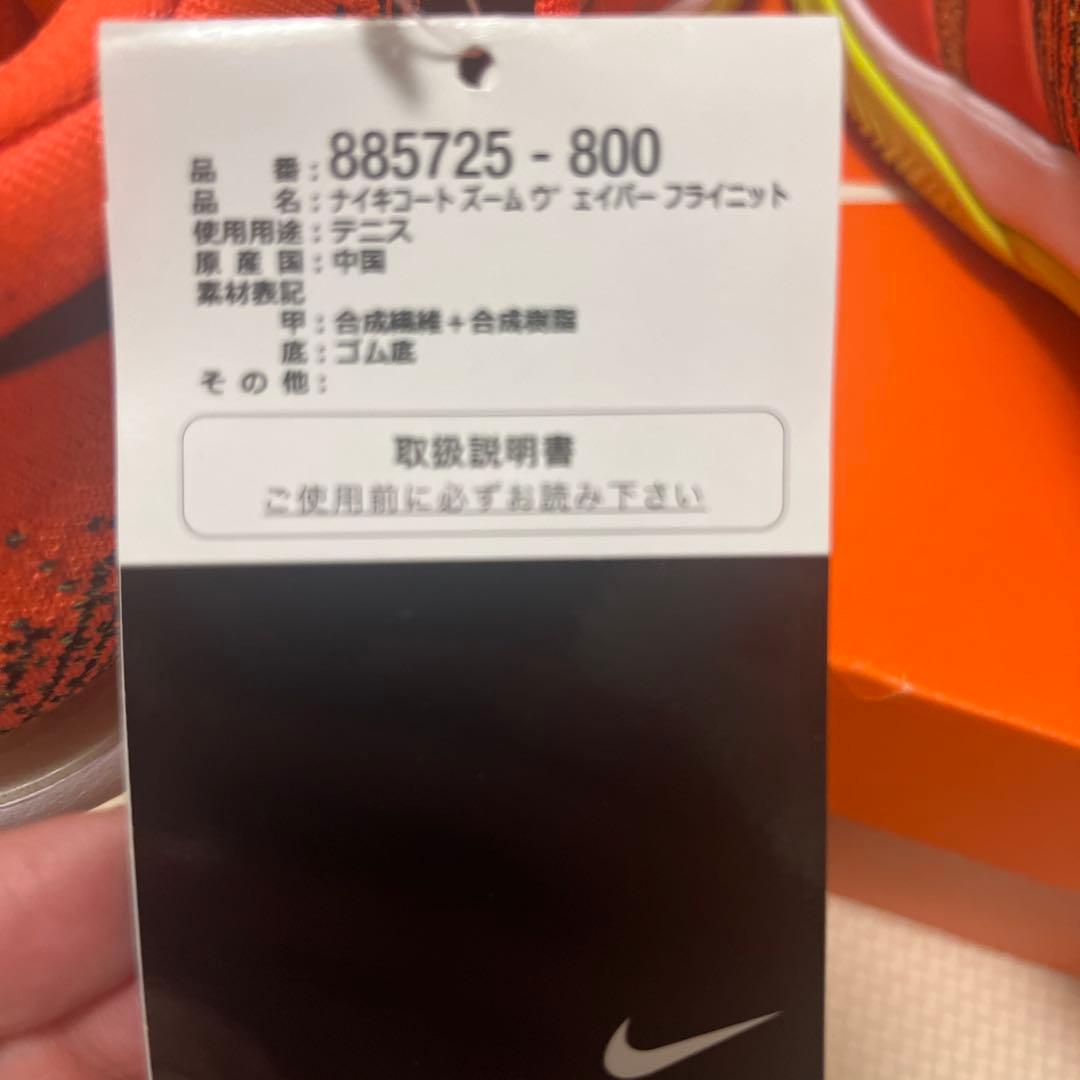 品番:885725-800
品名:ナイキコート ズーム ヴェイパー フライニット
使用用途:テニス
原産国:中国
素材表記
甲:合成繊維+合成樹脂
底:ゴム底
その他:
取扱説明書
ご使用前に必ずお読み下さい